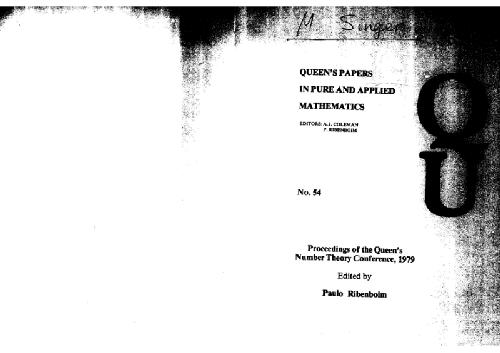 M Singer
QUEEN'S PAPERS
IN PURE AND APPLIED
MATHEMATICS
EDITORS: A.J. COLEMAN
P. RIBENBOIM
QU
No. 54
Proceedings of the Queen's
Number Theory Conference, 1979
Edited by
Paulo Ribenboim